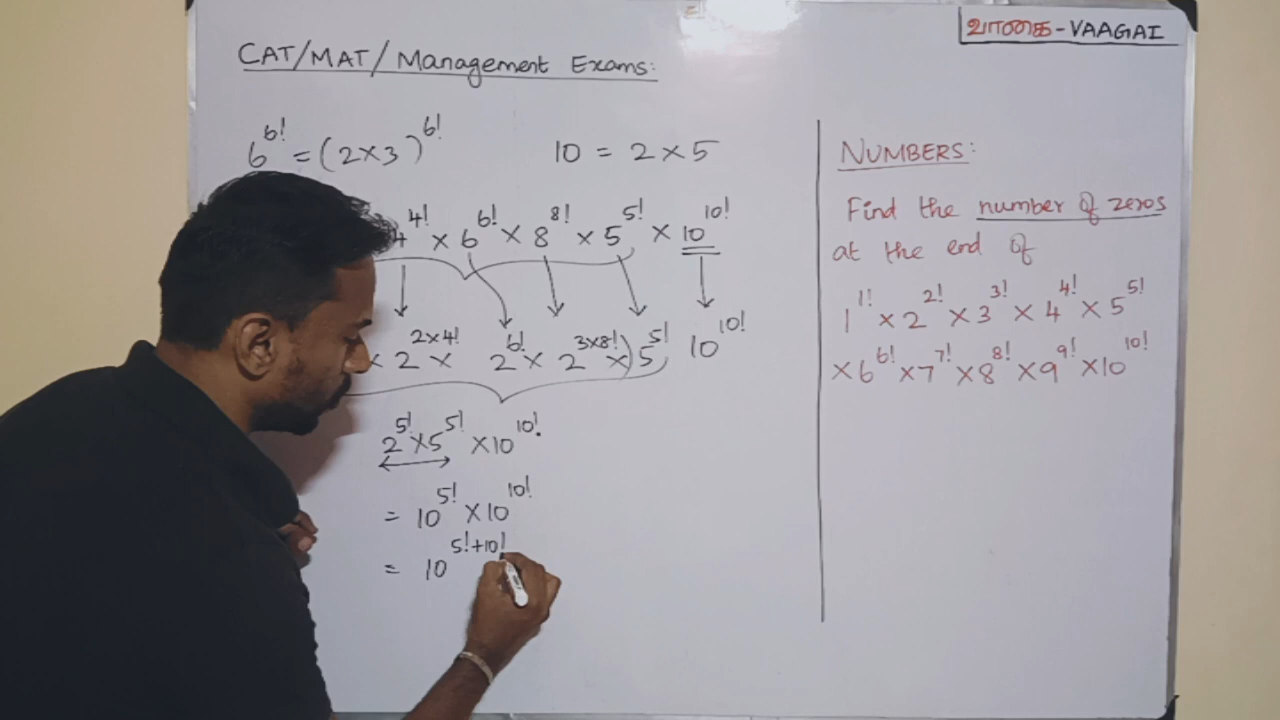 வாகை - VAAGAI
CAT/MAT/Management Exams:
6^6! = (2×3)^6!
10 = 2 × 5
4^4! × 6^6! × 8^8! × 5^5! × 10^10!
× 2^2×4! × 2^6! × 2^3×8! ×) 5^5! 10^10!
2^5! × 5^5! × 10^10!
= 10^5! × 10^10!
= 10^5!+10!
NUMBERS:
Find the number of zeros
at the end of
1^1! × 2^2! × 3^3! × 4^4! × 5^5!
× 6^6! × 7^7! × 8^8! × 9^9! × 10^10!